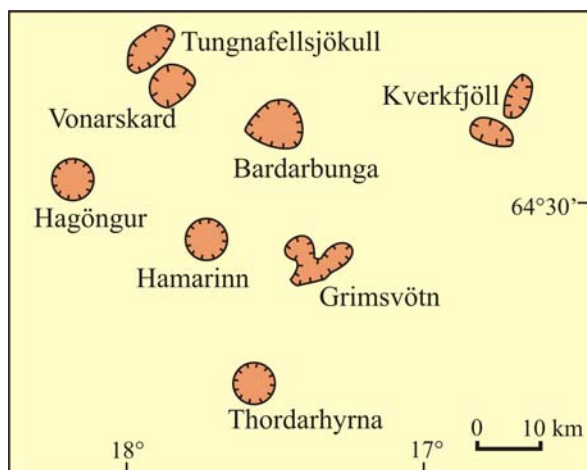 Tungnafellsjökull
Kverkfjöll
Vonarskard
Bardarbunga
Hagöngur
64°30'
Hamarinn
Grimsvötn
Thordarhyrna
0 10 km
18° 17°